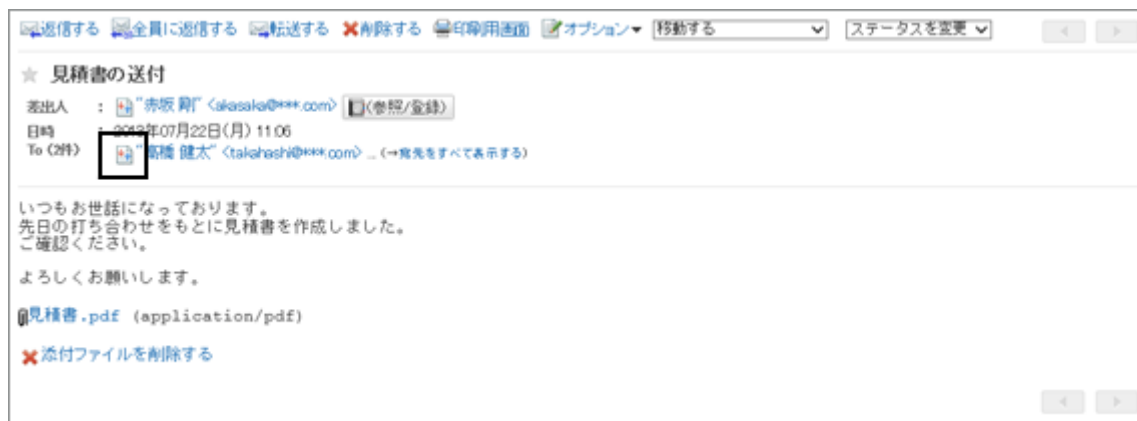 返信する 全員に返信する 転送する 削除する 印刷用画面 オプション▼ 移動する ステータスを変更
見積書の送付
差出人 : "赤坂 剛" <akasaka@***.com> (参照/登録)
日時 : 2013年07月22日(月) 11:06
To (2件) "高橋 健太" <takahashi@***.com> ... (→宛先をすべて表示する)
いつもお世話になっております。
先日の打ち合わせをもとに見積書を作成しました。
ご確認ください。
よろしくお願いします。
見積書.pdf (application/pdf)
添付ファイルを削除する